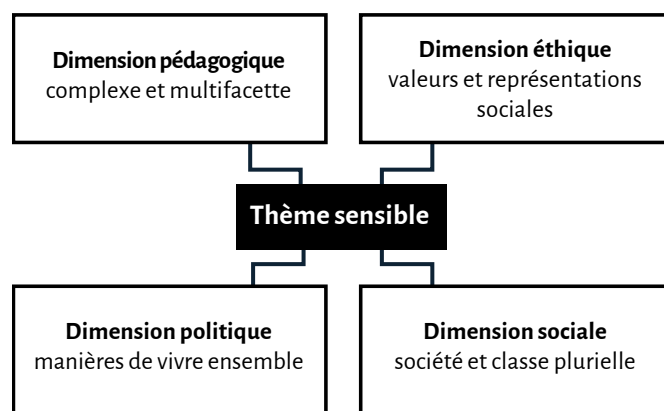 Dimension pédagogique
complexe et multifacette
Dimension éthique
valeurs et représentations
sociales
Thème sensible
Dimension politique
manières de vivre ensemble
Dimension sociale
société et classe plurielle